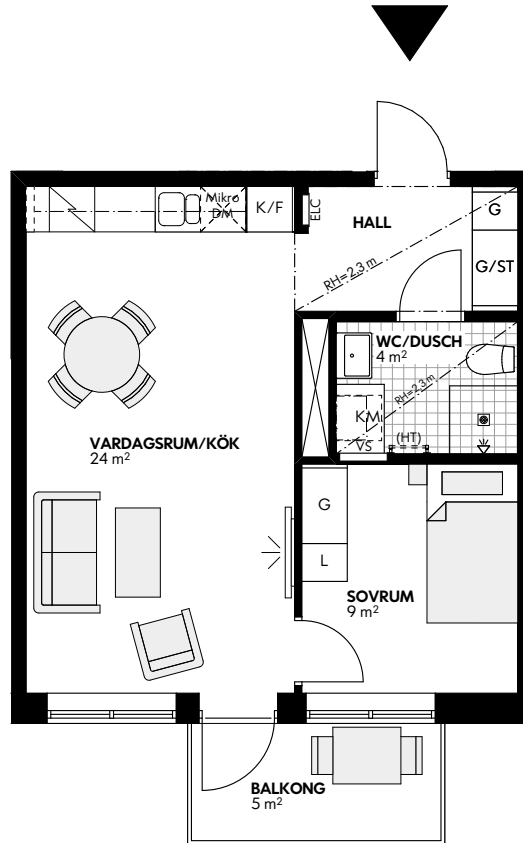 Mikro
DM
K/F
ELC
HALL
G
G/ST
RH=2,3 m
WC/DUSCH
4 m²
RH=2,3 m
KM
VS
(HT)
VARDAGSRUM/KÖK
24 m²
G
L
SOVRUM
9 m²
BALKONG
5 m²